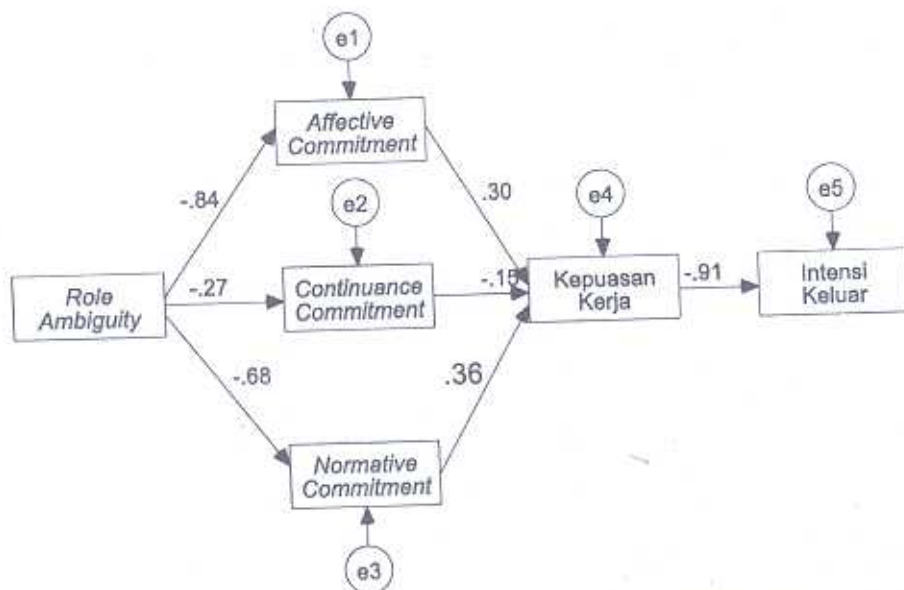 e1
Affective
Commitment
-.84
.30
e2
e4
e5
Role
Ambiguity
-.27
Continuance
Commitment
-.15
Kepuasan
Kerja
-.91
Intensi
Keluar
-.68
.36
Normative
Commitment
e3